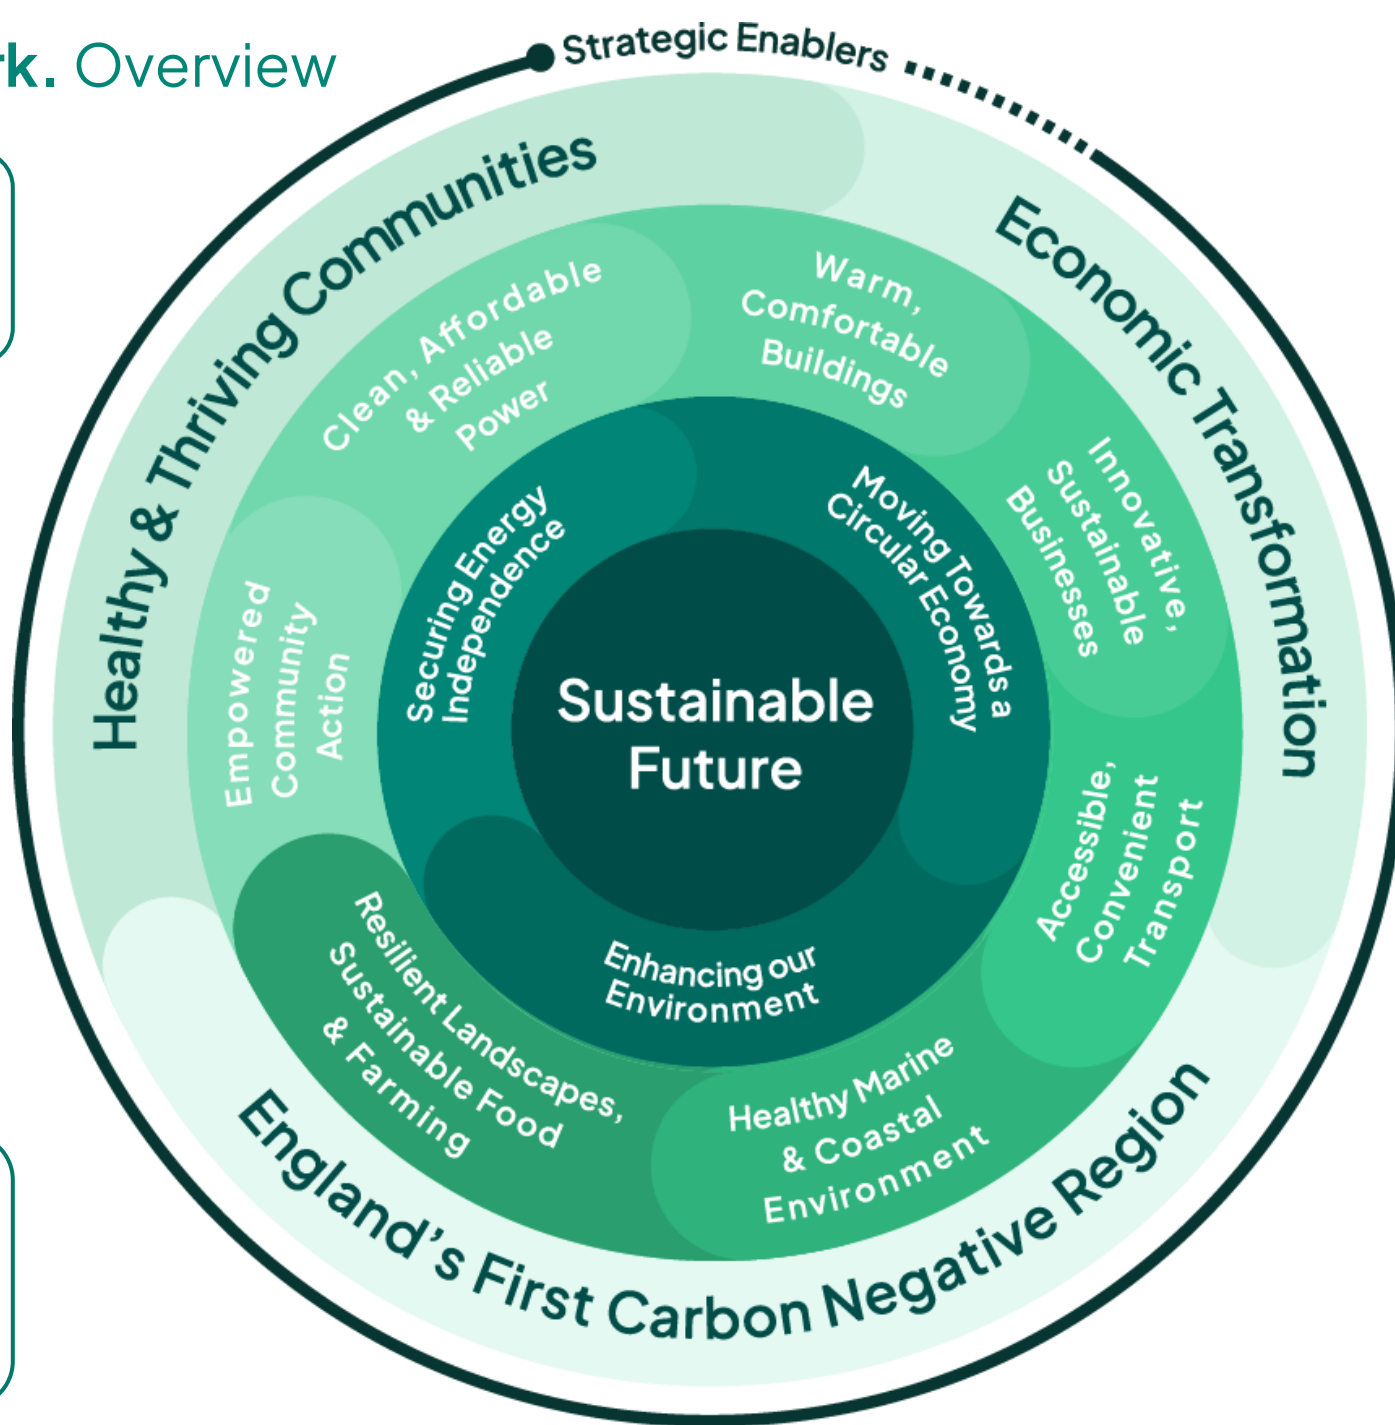 rk. Overview
Strategic Enablers
Healthy & Thriving Communities
Economic Transformation
England’s First Carbon Negative Region
Clean, Affordable
& Reliable
Power
Warm,
Comfortable
Buildings
Innovative,
Sustainable
Businesses
Accessible,
Convenient
Transport
Healthy Marine
& Coastal
Environment
Resilient Landscapes,
Sustainable Food
& Farming
Empowered
Community
Action
Securing Energy
Independence
Moving Towards a
Circular Economy
Enhancing our
Environment
Sustainable
Future